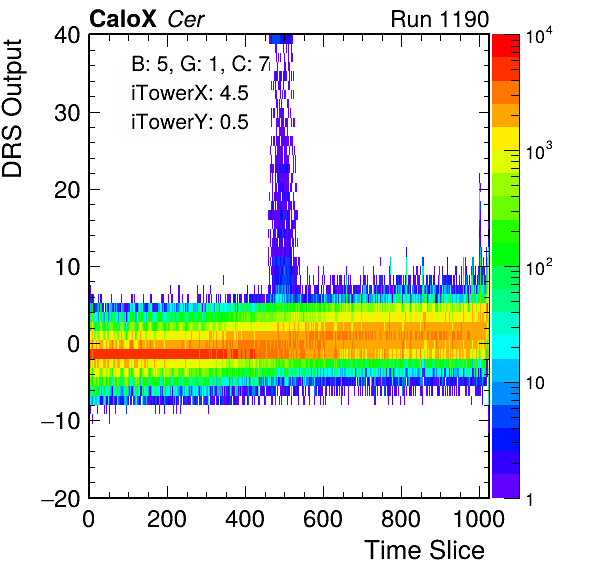 CaloX Cer Run 1190
DRS Output
B: 5, G: 1, C: 7
iTowerX: 4.5
iTowerY: 0.5
40
30
20
10
0
−10
−20
0 200 400 600 800 1000
Time Slice
10^4
10^3
10^2
10
1